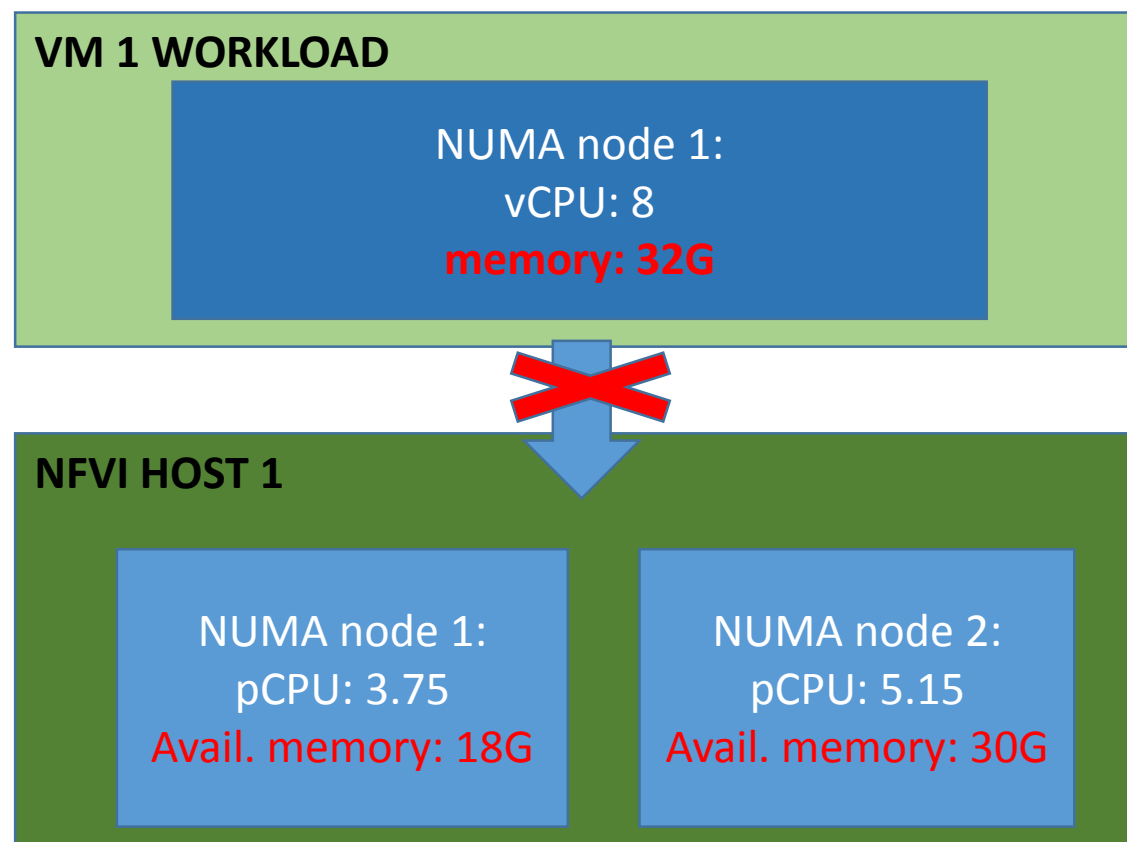 VM 1 WORKLOAD
NUMA node 1:
vCPU: 8
memory: 32G
NFVI HOST 1
NUMA node 1:
pCPU: 3.75
Avail. memory: 18G
NUMA node 2:
pCPU: 5.15
Avail. memory: 30G